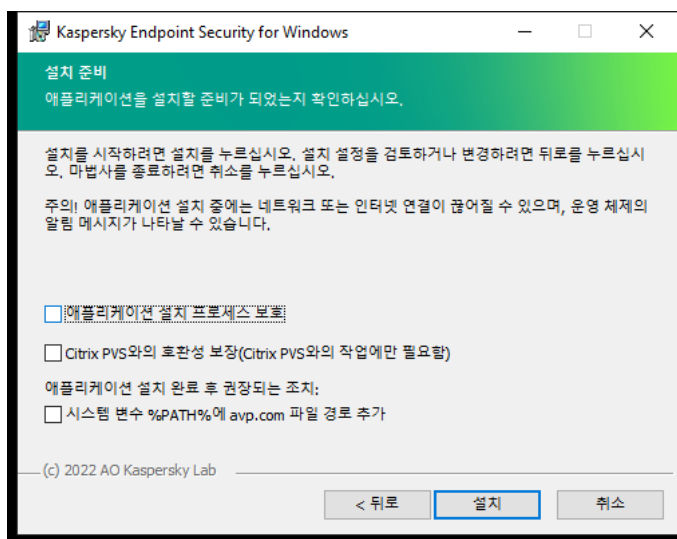 Kaspersky Endpoint Security for Windows
설치 준비
애플리케이션을 설치할 준비가 되었는지 확인하십시오.
설치를 시작하려면 설치를 누르십시오. 설치 설정을 검토하거나 변경하려면 뒤로를 누르십시
오. 마법사를 종료하려면 취소를 누르십시오.
주의! 애플리케이션 설치 중에는 네트워크 또는 인터넷 연결이 끊어질 수 있으며, 운영 체제의
알림 메시지가 나타날 수 있습니다.
애플리케이션 설치 프로세스 보호
Citrix PVS와의 호환성 보장(Citrix PVS와의 작업에만 필요함)
애플리케이션 설치 완료 후 권장되는 조치:
시스템 변수 %PATH%에 avp.com 파일 경로 추가
(c) 2022 AO Kaspersky Lab
< 뒤로 설치 취소